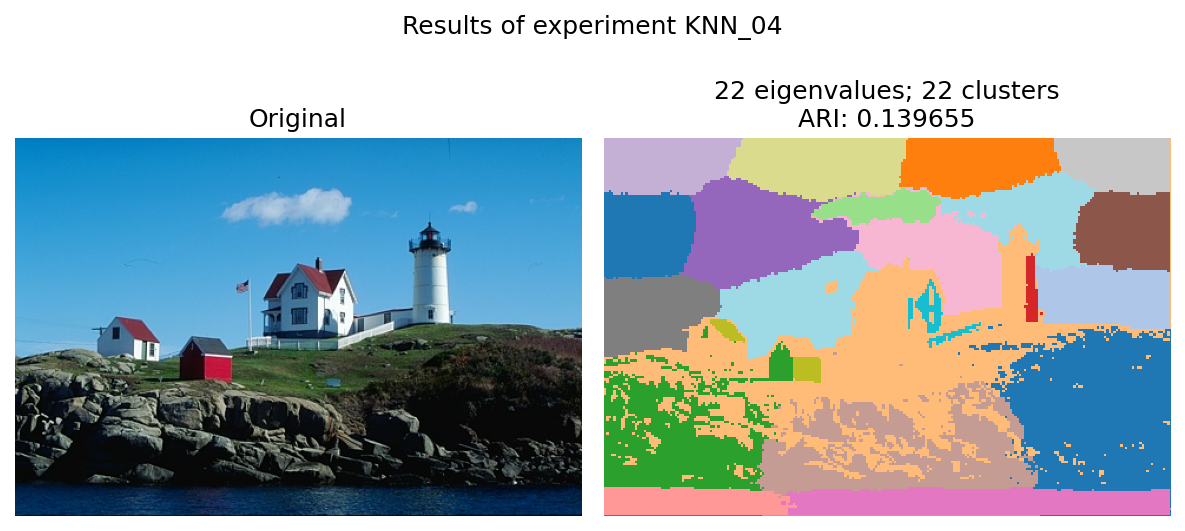 Results of experiment KNN_04
Original
22 eigenvalues; 22 clusters
ARI: 0.139655